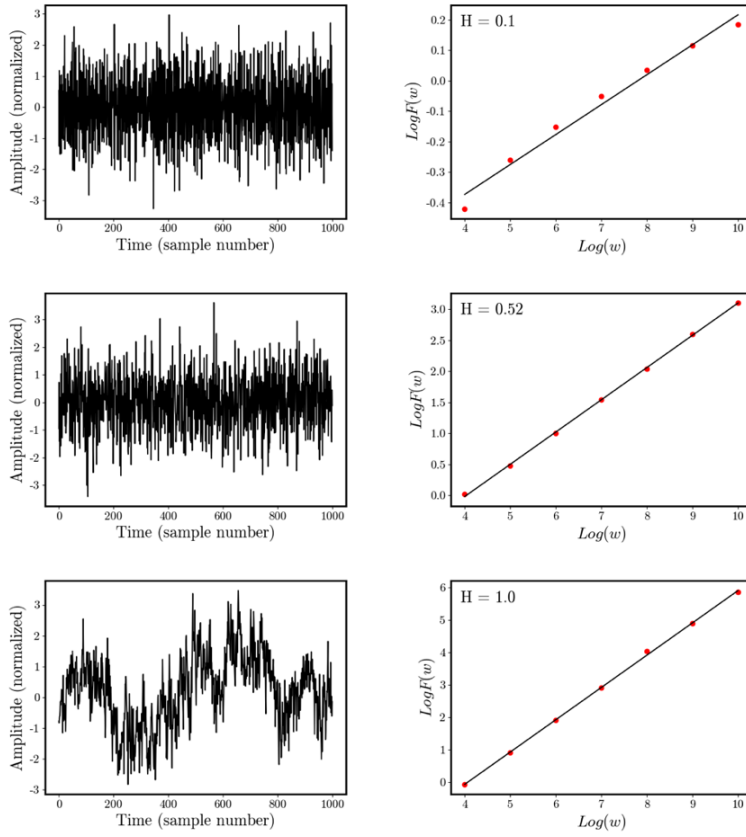 Amplitude (normalized)
3
2
1
0
-1
-2
-3
0 200 400 600 800 1000
Time (sample number)
H = 0.1
LogF(w)
0.2
0.1
0.0
-0.1
-0.2
-0.3
-0.4
4 5 6 7 8 9 10
Log(w)
Amplitude (normalized)
3
2
1
0
-1
-2
-3
0 200 400 600 800 1000
Time (sample number)
H = 0.52
LogF(w)
3.0
2.5
2.0
1.5
1.0
0.5
0.0
4 5 6 7 8 9 10
Log(w)
Amplitude (normalized)
3
2
1
0
-1
-2
-3
0 200 400 600 800 1000
Time (sample number)
H = 1.0
LogF(w)
6
5
4
3
2
1
0
4 5 6 7 8 9 10
Log(w)